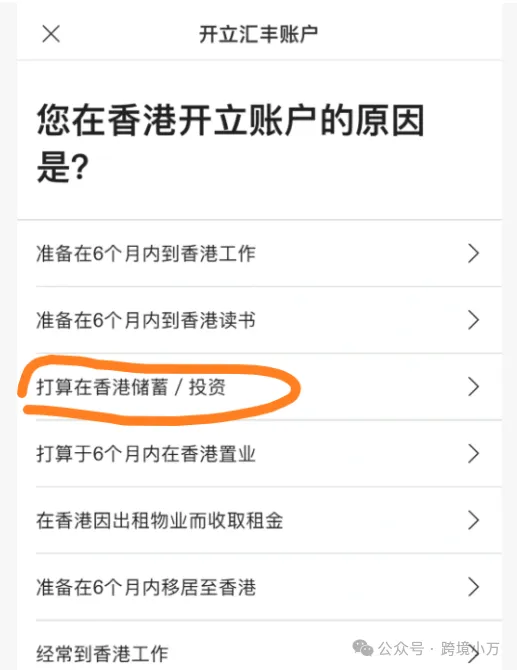 开立汇丰账户
您在香港开立账户的原因
是?
准备在6个月内到香港工作
准备在6个月内到香港读书
打算在香港储蓄 / 投资
打算于6个月内在香港置业
在香港因出租物业而收取租金
准备在6个月内移居至香港
经常到香港工作
公众号 · 跨境小万